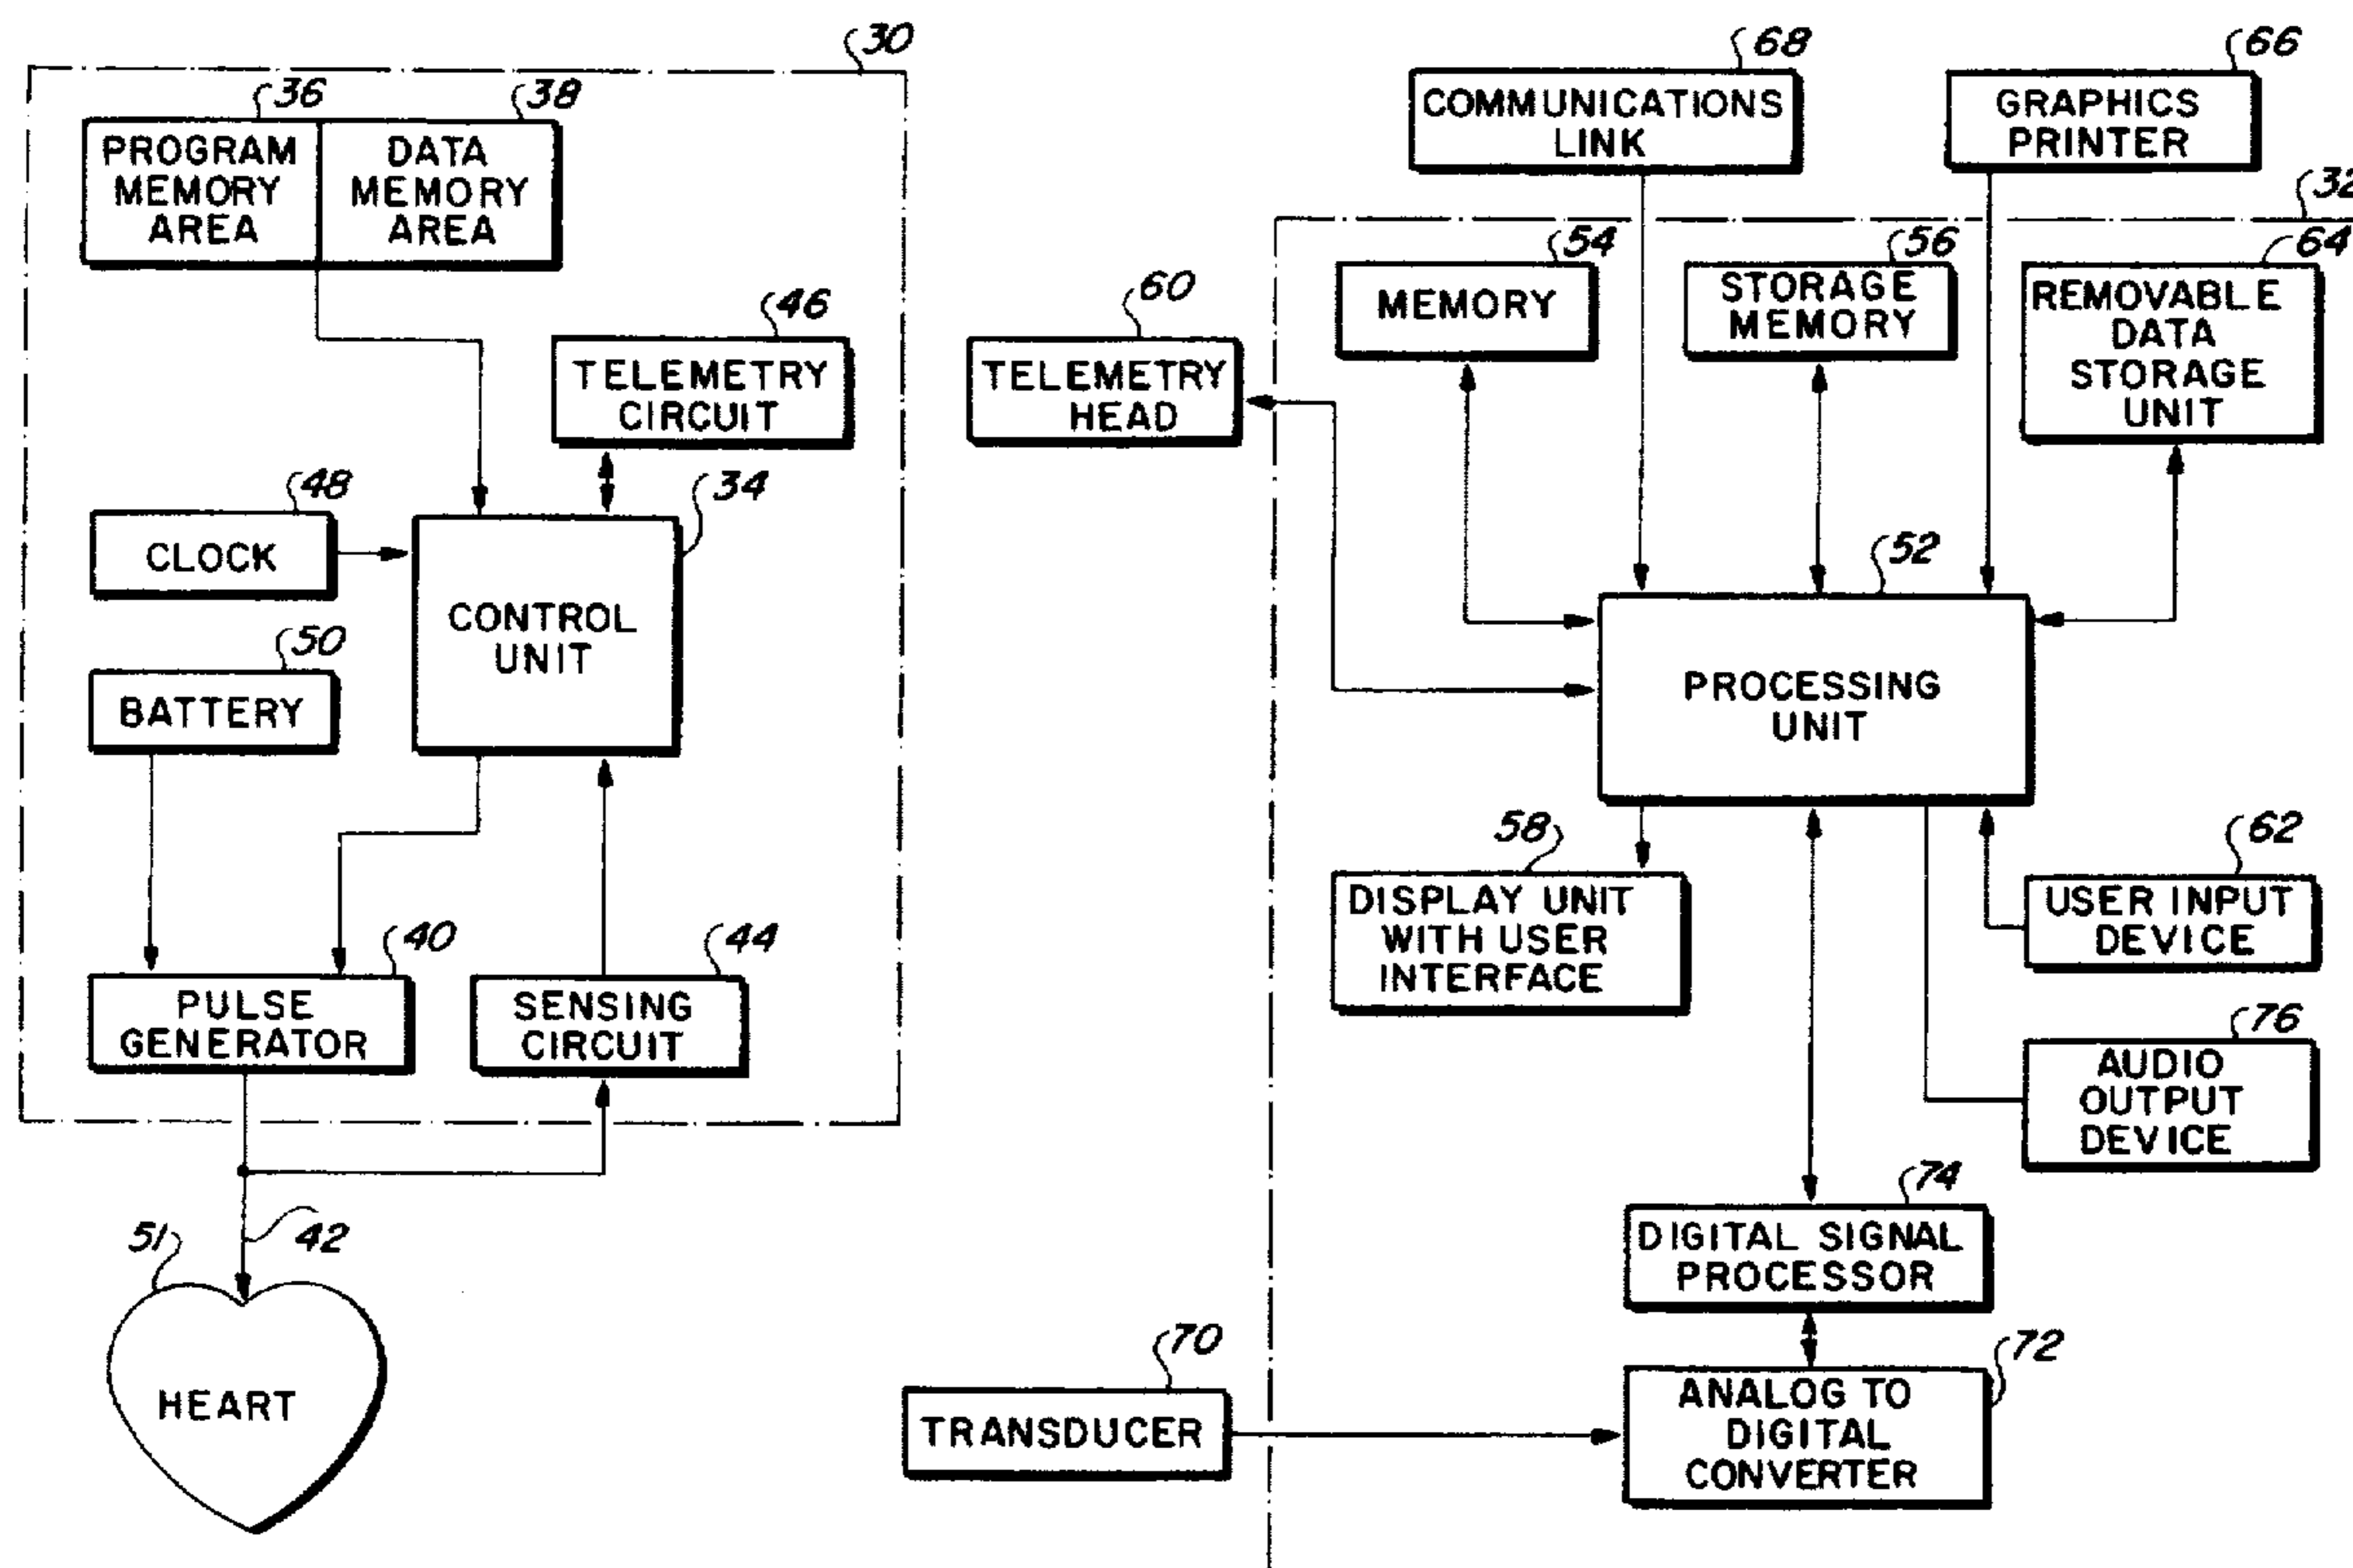 30
36
38
PROGRAM
MEMORY
AREA
DATA
MEMORY
AREA
46
TELEMETRY
CIRCUIT
48
CLOCK
34
CONTROL
UNIT
50
BATTERY
40
PULSE
GENERATOR
44
SENSING
CIRCUIT
42
51
HEART
68
COMMUNICATIONS
LINK
66
GRAPHICS
PRINTER
32
54
MEMORY
56
STORAGE
MEMORY
64
REMOVABLE
DATA
STORAGE
UNIT
60
TELEMETRY
HEAD
52
PROCESSING
UNIT
58
DISPLAY UNIT
WITH USER
INTERFACE
62
USER INPUT
DEVICE
76
AUDIO
OUTPUT
DEVICE
74
DIGITAL SIGNAL
PROCESSOR
70
TRANSDUCER
72
ANALOG TO
DIGITAL
CONVERTER